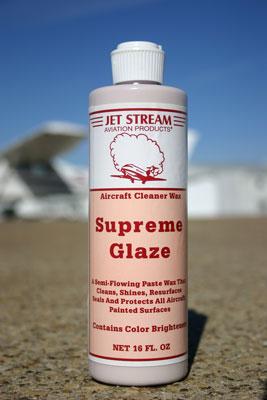 JET STREAM
AVIATION PRODUCTS®
Aircraft Cleaner Wax
Supreme
Glaze
A Semi-Flowing Paste Wax That
Cleans, Shines, Resurfaces
Seals And Protects All Aircraft
Painted Surfaces
Contains Color Brightener
NET 16 FL. OZ